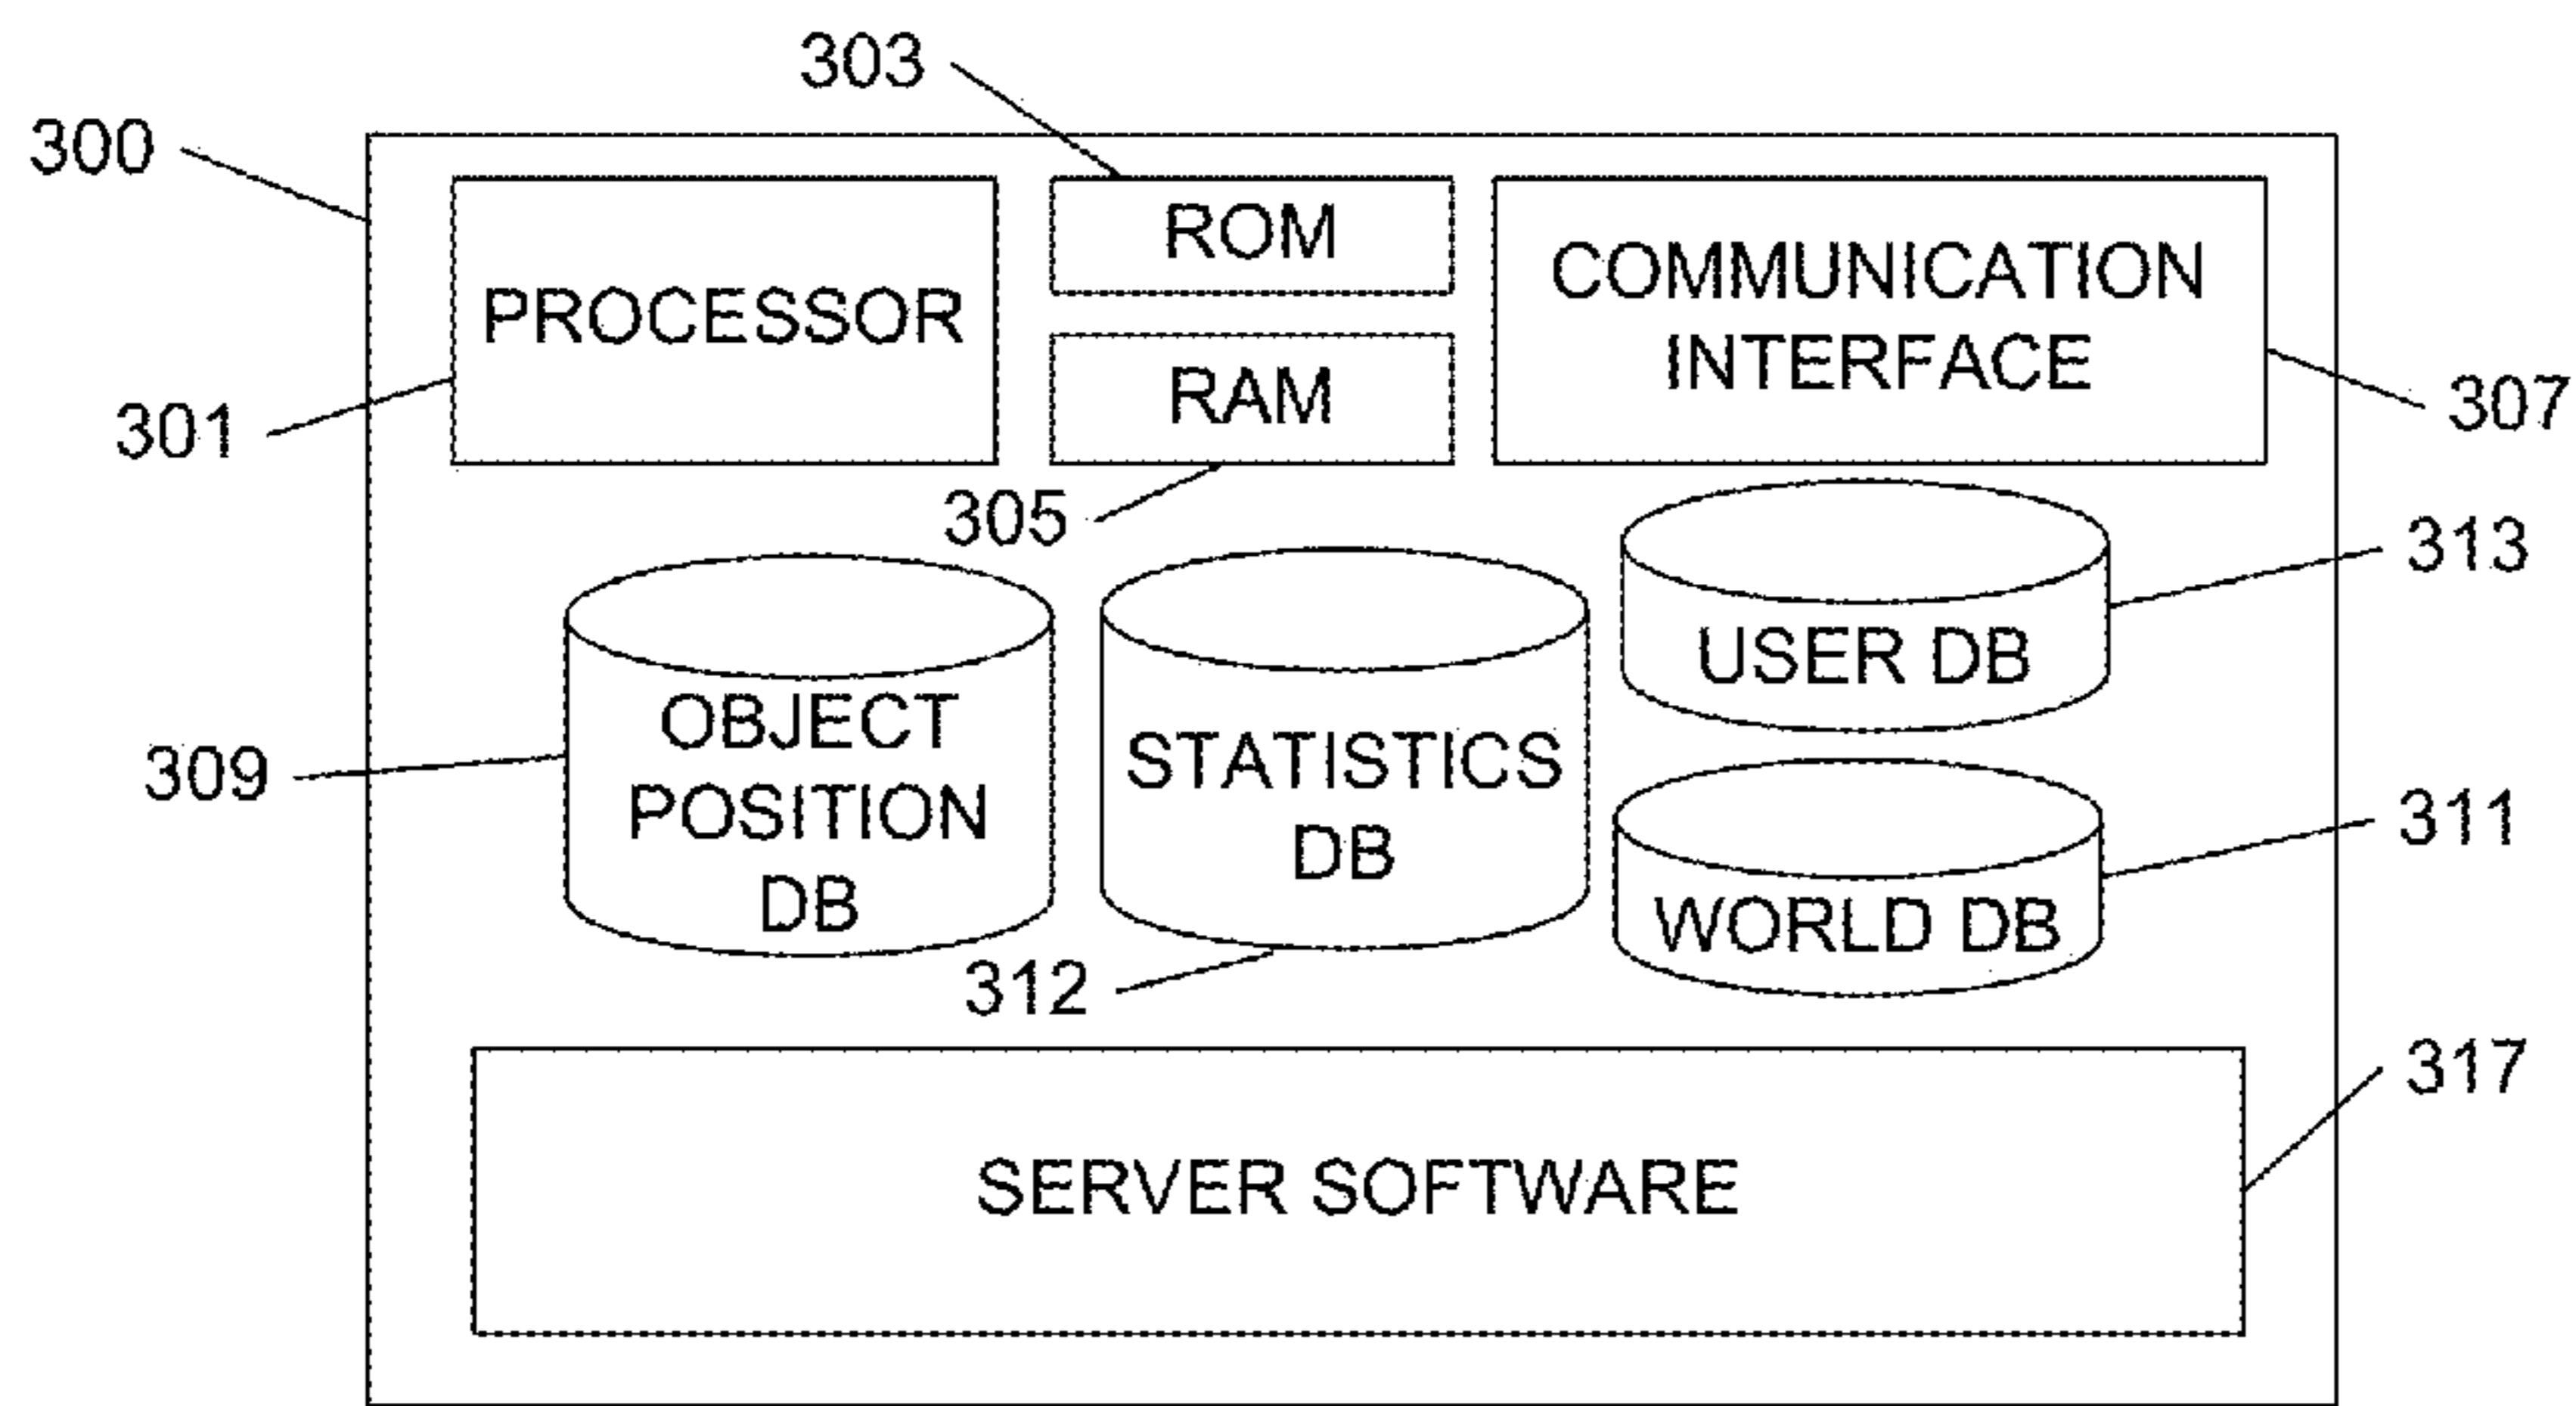 303
300
ROM
PROCESSOR
COMMUNICATION
INTERFACE
RAM
301
307
305
313
USER DB
OBJECT
POSITION
DB
STATISTICS
DB
309
311
WORLD DB
312
317
SERVER SOFTWARE